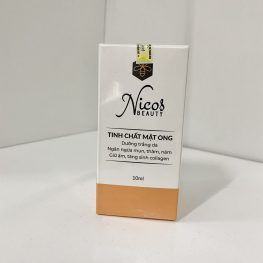 Nicos
BEAUTY
TINH CHẤT MẬT ONG
Dưỡng trắng da
Ngăn ngừa mụn, thâm, nám
Giữ ẩm, tăng sinh collagen
10ml